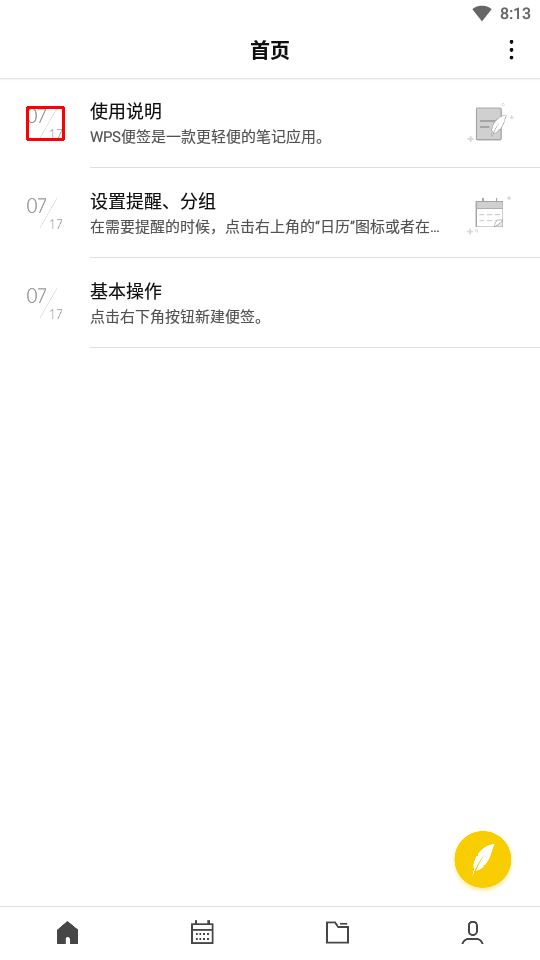 8:13
首页
07/17
使用说明
WPS便签是一款更轻便的笔记应用。
07/17
设置提醒、分组
在需要提醒的时候，点击右上角的“日历”图标或者在...
07/17
基本操作
点击右下角按钮新建便签。